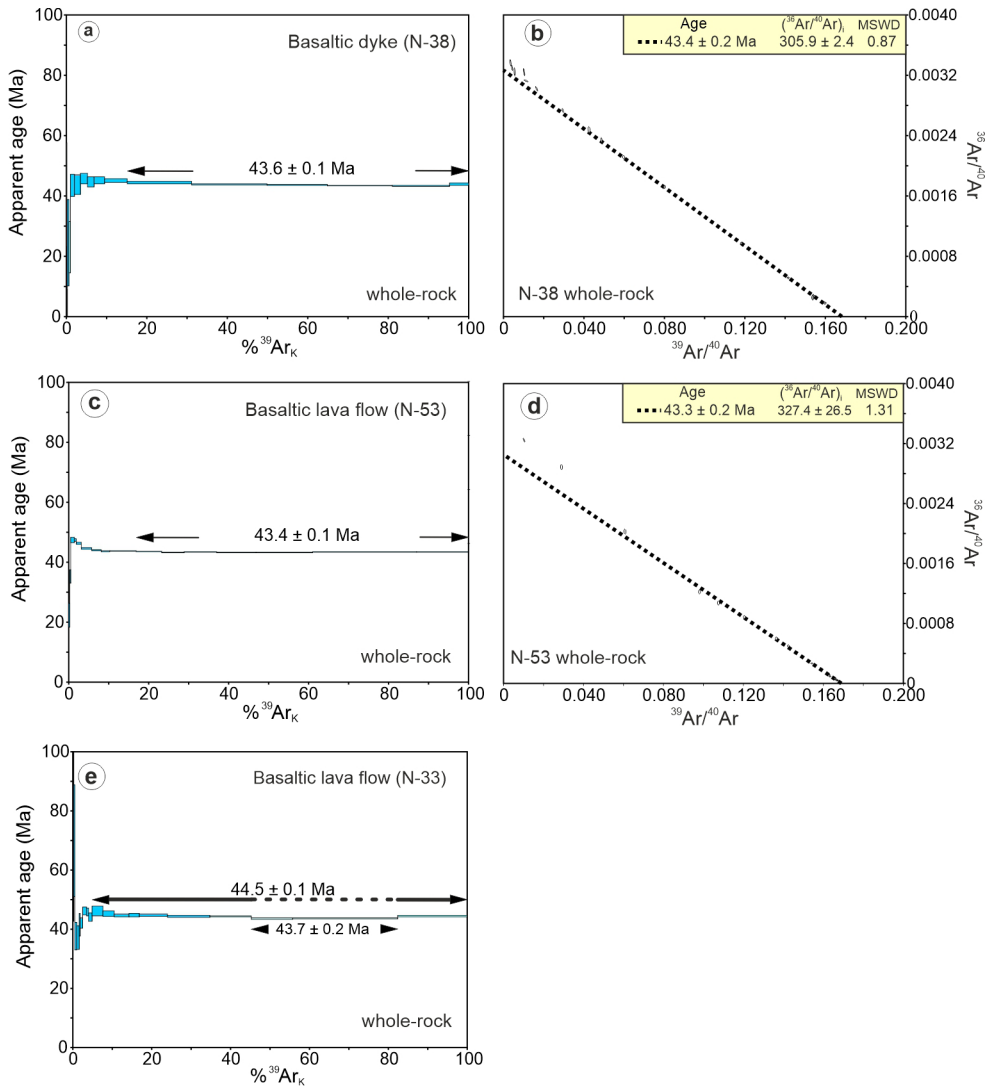 a
Basaltic dyke (N-38)
43.6 ± 0.1 Ma
whole-rock
Apparent age (Ma)
100
80
60
40
20
0
0 20 40 60 80 100
% ³⁹Ar_K
b
Age (³⁶Ar/⁴⁰Ar)ᵢ MSWD
43.4 ± 0.2 Ma 305.9 ± 2.4 0.87
N-38 whole-rock
0.0040
0.0032
0.0024
0.0016
0.0008
0
³⁶Ar/⁴⁰Ar
0 0.040 0.080 0.120 0.160 0.200
³⁹Ar/⁴⁰Ar
c
Basaltic lava flow (N-53)
43.4 ± 0.1 Ma
whole-rock
Apparent age (Ma)
100
80
60
40
20
0
0 20 40 60 80 100
% ³⁹Ar_K
d
Age (³⁶Ar/⁴⁰Ar)ᵢ MSWD
43.3 ± 0.2 Ma 327.4 ± 26.5 1.31
N-53 whole-rock
0.0040
0.0032
0.0024
0.0016
0.0008
0
³⁶Ar/⁴⁰Ar
0 0.040 0.080 0.120 0.160 0.200
³⁹Ar/⁴⁰Ar
e
Basaltic lava flow (N-33)
44.5 ± 0.1 Ma
43.7 ± 0.2 Ma
whole-rock
Apparent age (Ma)
100
80
60
40
20
0
0 20 40 60 80 100
% ³⁹Ar_K